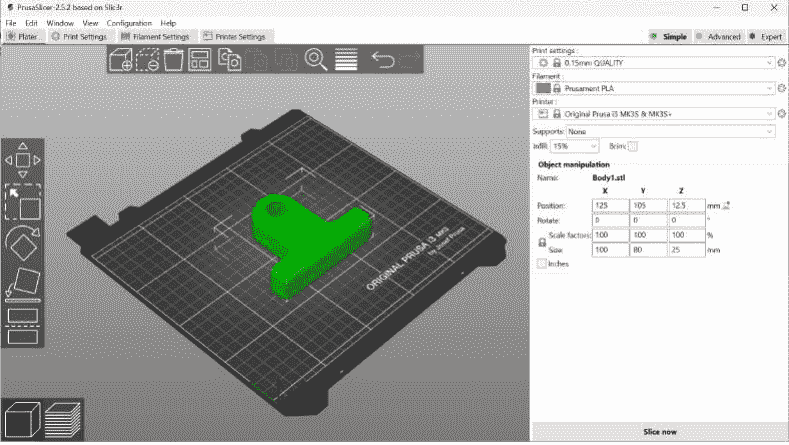 PrusaSlicer-2.5.2 based on Slic3r
File Edit Window View Configuration Help
Plater Print Settings Filament Settings Printer Settings Simple Advanced Expert
Print settings:
0.15mm QUALITY
Filament:
Prusament PLA
Printer:
Original Prusa i3 MK3S & MK3S+
Supports: None
Infill: 15% Brim:
Object manipulation
Name: Body1.stl
X Y Z
Position: 125 105 12.5 mm
Rotate: 0 0 0 °
Scale factors: 100 100 100 %
Size: 100 80 25 mm
Inches
ORIGINAL PRUSA i3 MK3
by Josef Prusa
Slice now